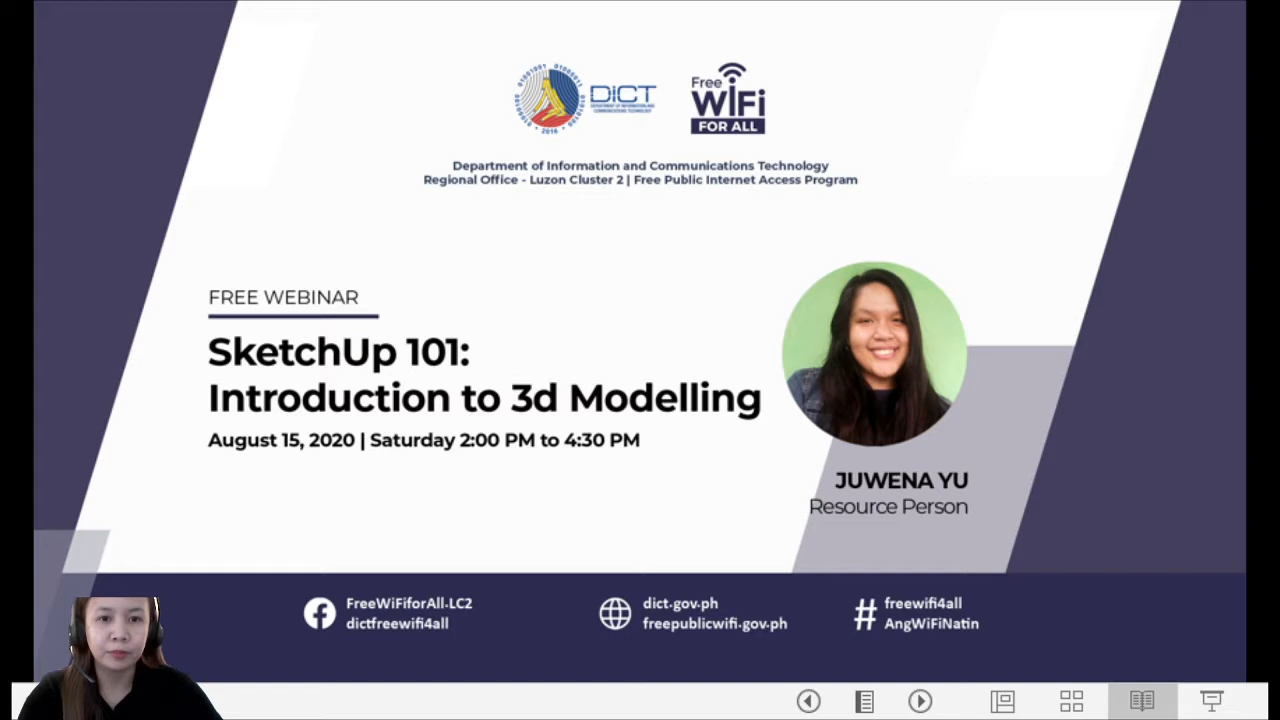 DICT
DEPARTMENT OF INFORMATION AND
COMMUNICATIONS TECHNOLOGY
2016
Free
WiFi
FOR ALL
Department of Information and Communications Technology
Regional Office - Luzon Cluster 2 | Free Public Internet Access Program
FREE WEBINAR
SketchUp 101:
Introduction to 3d Modelling
August 15, 2020 | Saturday 2:00 PM to 4:30 PM
JUWENA YU
Resource Person
FreeWiFiforAll.LC2
dictfreewifi4all
dict.gov.ph
freepublicwifi.gov.ph
#
freewifi4all
AngWiFiNatin